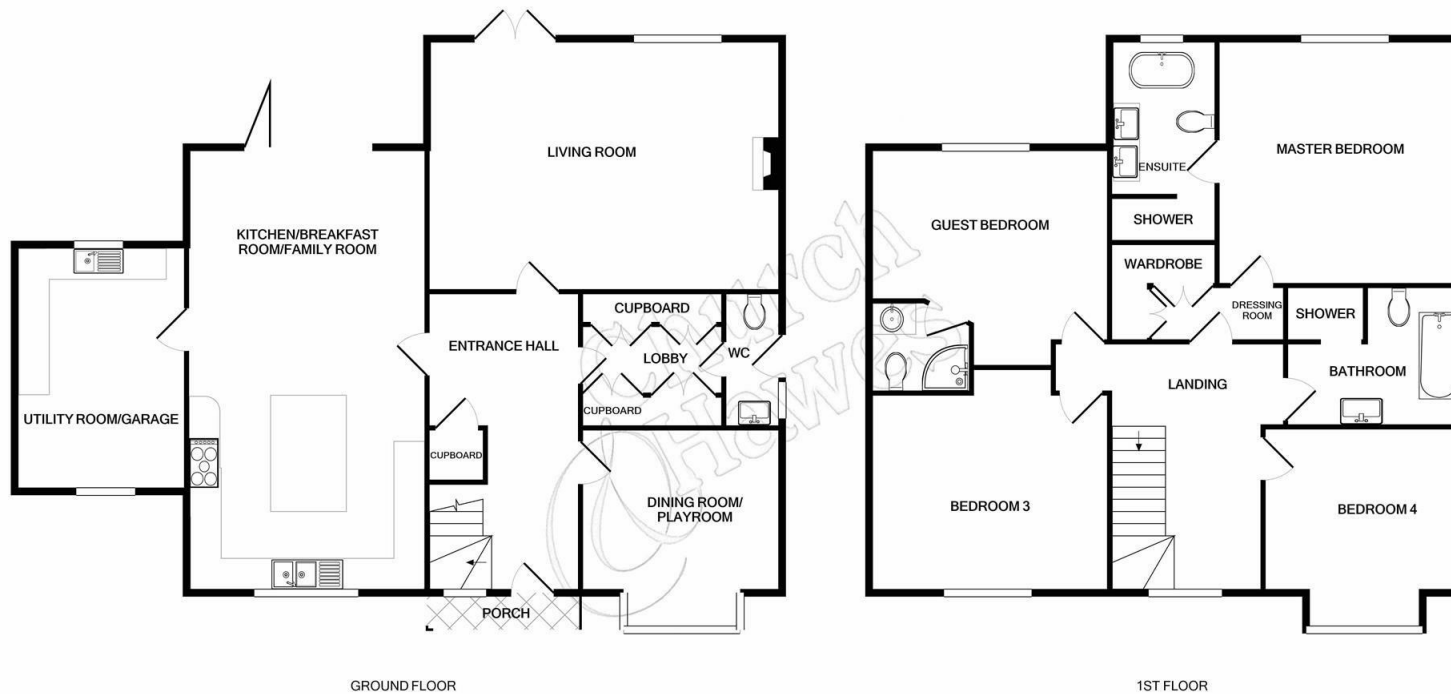 LIVING ROOM
KITCHEN/BREAKFAST
ROOM/FAMILY ROOM
CUPBOARD
ENTRANCE HALL
LOBBY
WC
CUPBOARD
UTILITY ROOM/GARAGE
CUPBOARD
DINING ROOM/
PLAYROOM
PORCH
GROUND FLOOR
MASTER BEDROOM
ENSUITE
SHOWER
GUEST BEDROOM
WARDROBE
DRESSING
ROOM
SHOWER
LANDING
BATHROOM
BEDROOM 3
BEDROOM 4
1ST FLOOR
Church
& Hawes